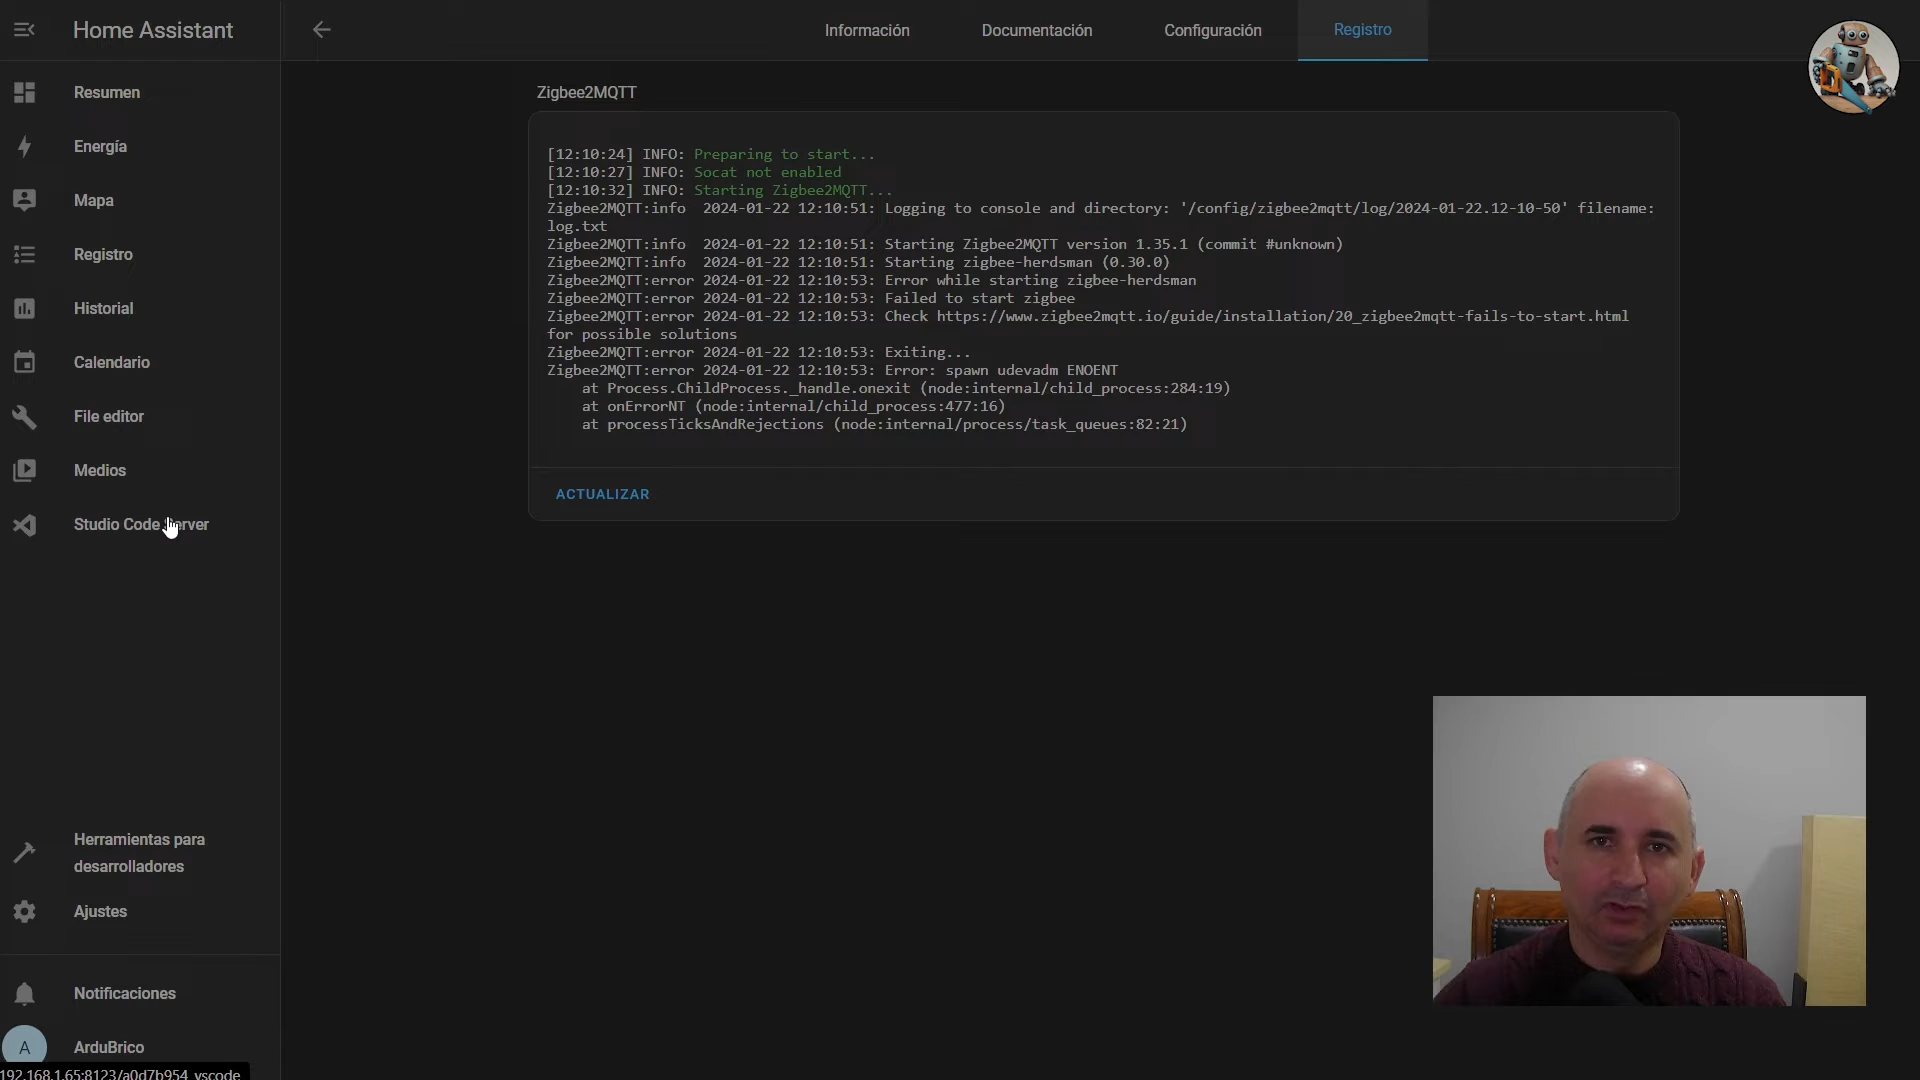 Home Assistant
Información
Documentación
Configuración
Registro
Resumen
Energía
Mapa
Registro
Historial
Calendario
File editor
Medios
Studio Code Server
Herramientas para
desarrolladores
Ajustes
Notificaciones
A
ArduBrico
192.168.1.65:8123/a0d7b954_vscode
Zigbee2MQTT
[12:10:24] INFO: Preparing to start...
[12:10:27] INFO: Socat not enabled
[12:10:32] INFO: Starting Zigbee2MQTT...
Zigbee2MQTT:info  2024-01-22 12:10:51: Logging to console and directory: '/config/zigbee2mqtt/log/2024-01-22.12-10-50' filename:
log.txt
Zigbee2MQTT:info  2024-01-22 12:10:51: Starting Zigbee2MQTT version 1.35.1 (commit #unknown)
Zigbee2MQTT:info  2024-01-22 12:10:51: Starting zigbee-herdsman (0.30.0)
Zigbee2MQTT:error 2024-01-22 12:10:53: Error while starting zigbee-herdsman
Zigbee2MQTT:error 2024-01-22 12:10:53: Failed to start zigbee
Zigbee2MQTT:error 2024-01-22 12:10:53: Check https://www.zigbee2mqtt.io/guide/installation/20_zigbee2mqtt-fails-to-start.html
for possible solutions
Zigbee2MQTT:error 2024-01-22 12:10:53: Exiting...
Zigbee2MQTT:error 2024-01-22 12:10:53: Error: spawn udevadm ENOENT
    at Process.ChildProcess._handle.onexit (node:internal/child_process:284:19)
    at onErrorNT (node:internal/child_process:477:16)
    at processTicksAndRejections (node:internal/process/task_queues:82:21)
ACTUALIZAR